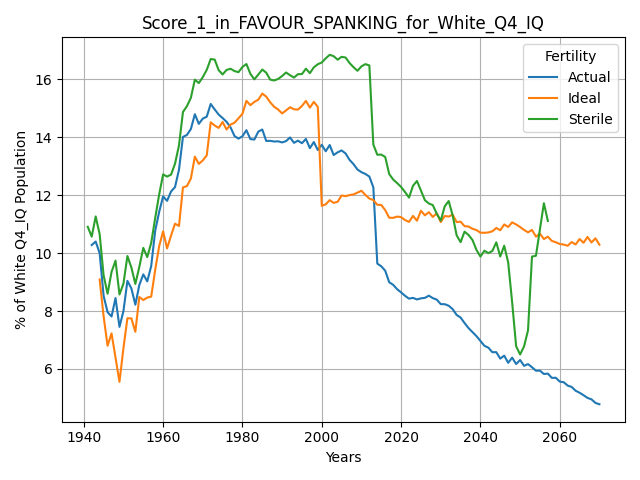 Score_1_in_FAVOUR_SPANKING_for_White_Q4_IQ
% of White Q4_IQ Population
16
14
12
10
8
6
Fertility
Actual
Ideal
Sterile
1940 1960 1980 2000 2020 2040 2060
Years